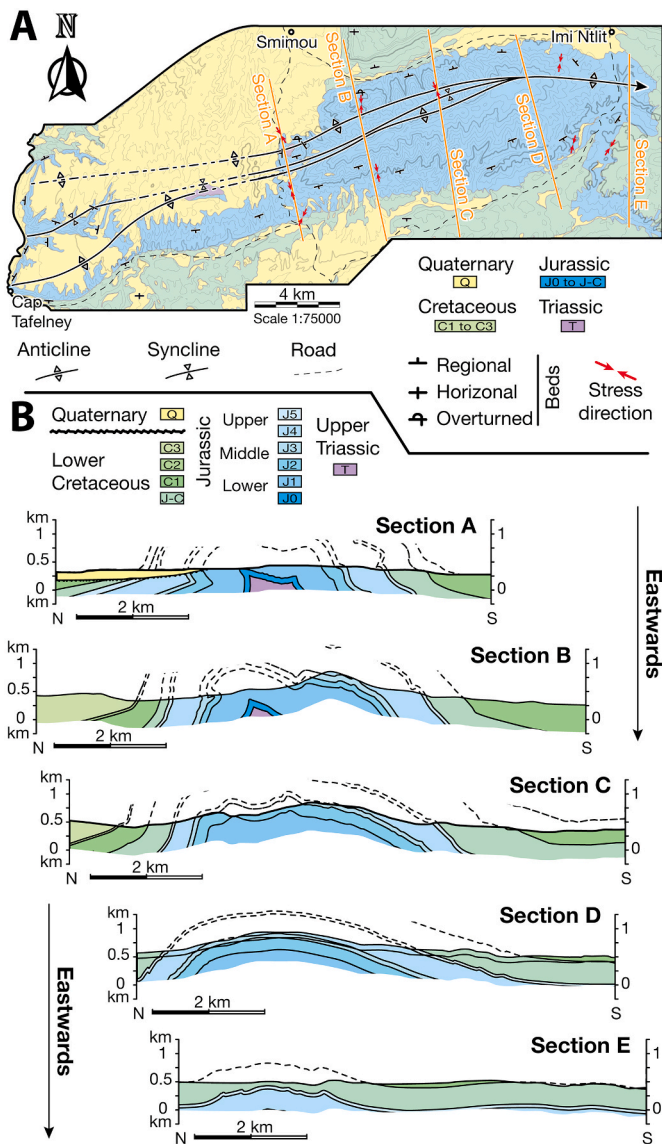 A
N
Smimou
Imi Ntlit
Section A
Section B
Section C
Section D
Section E
Cap
Tafelney
4 km
Scale 1:75000
Quaternary
Q
Jurassic
J0 to J-C
Cretaceous
C1 to C3
Triassic
T
Anticline
Syncline
Road
Regional
Horizonal
Overturned
Beds
Stress
direction
B
Quaternary
Q
Lower
Cretaceous
C3
C2
C1
J-C
Jurassic
Upper
J5
J4
Middle
J3
J2
Lower
J1
J0
Upper
Triassic
T
Section A
km
1
0.5
0
km
1
0
N
2 km
S
Eastwards
Section B
km
1
0.5
0
km
1
0
N
2 km
S
Section C
km
1
0.5
0
km
1
0
N
2 km
S
Eastwards
Section D
km
1
0.5
0
km
1
0
N
2 km
S
Section E
km
1
0.5
0
km
1
0
N
2 km
S